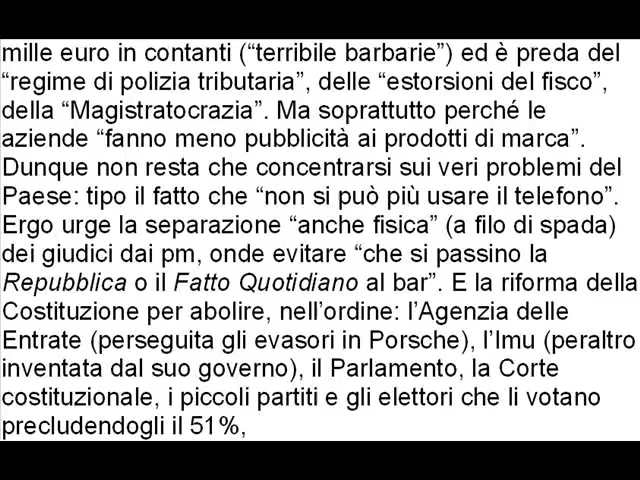 mille euro in contanti (“terribile barbarie”) ed è preda del
“regime di polizia tributaria”, delle “estorsioni del fisco”,
della “Magistratocrazia”. Ma soprattutto perché le
aziende “fanno meno pubblicità ai prodotti di marca”.
Dunque non resta che concentrarsi sui veri problemi del
Paese: tipo il fatto che “non si può più usare il telefono”.
Ergo urge la separazione “anche fisica” (a filo di spada)
dei giudici dai pm, onde evitare “che si passino la
Repubblica o il Fatto Quotidiano al bar”. E la riforma della
Costituzione per abolire, nell’ordine: l’Agenzia delle
Entrate (perseguita gli evasori in Porsche), l’Imu (peraltro
inventata dal suo governo), il Parlamento, la Corte
costituzionale, i piccoli partiti e gli elettori che li votano
precludendogli il 51%,